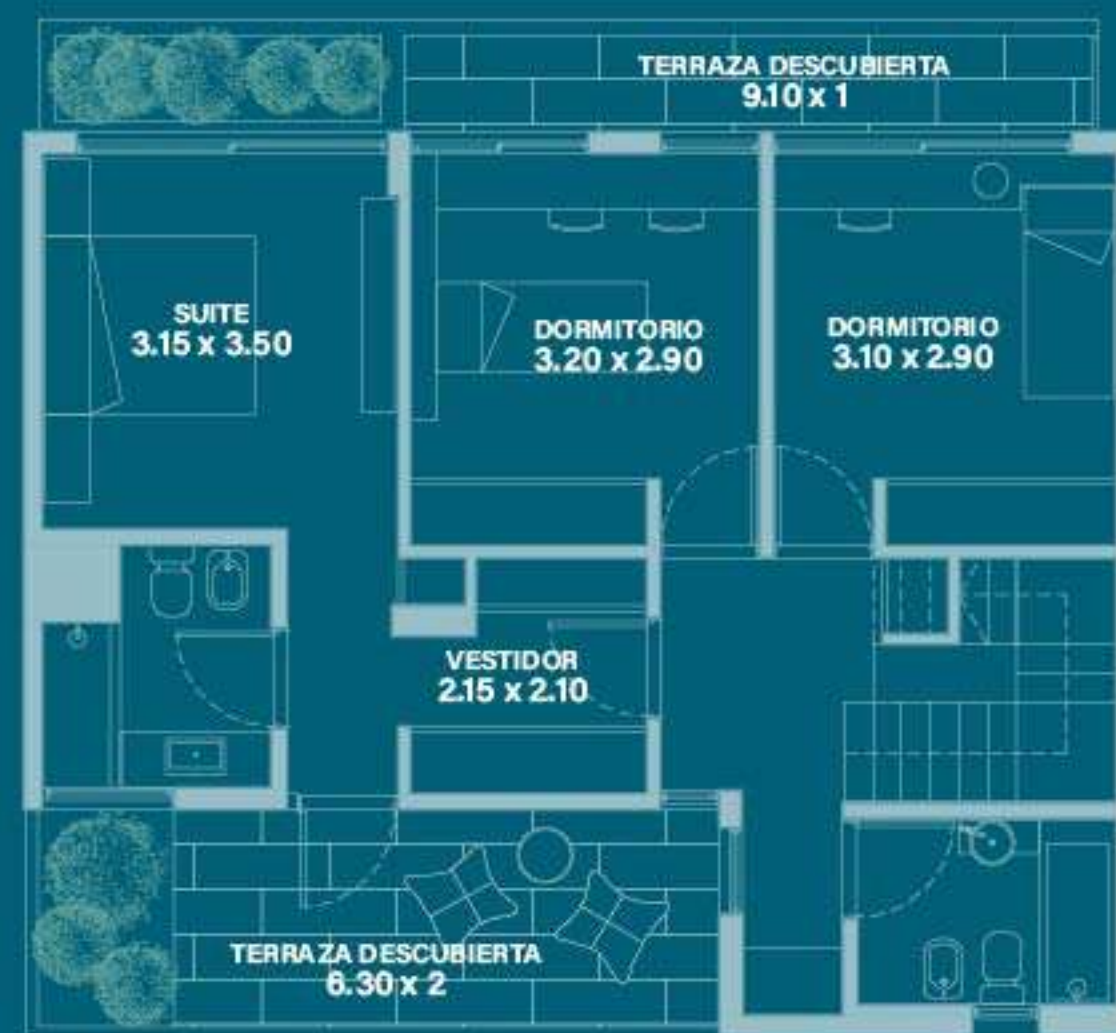 TERRAZA DESCUBIERTA
9.10 x 1
SUITE
3.15 x 3.50
DORMITORIO
3.20 x 2.90
DORMITORIO
3.10 x 2.90
VESTIDOR
2.15 x 2.10
TERRAZA DESCUBIERTA
6.30 x 2